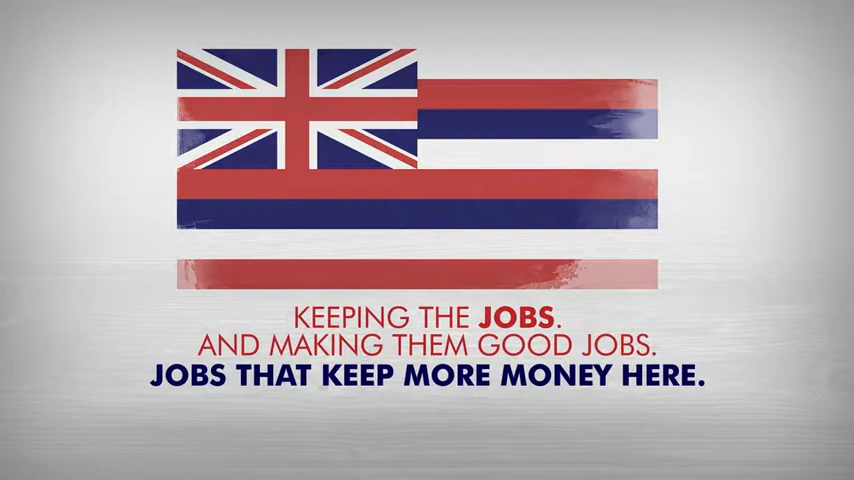 KEEPING THE JOBS.
AND MAKING THEM GOOD JOBS.
JOBS THAT KEEP MORE MONEY HERE.